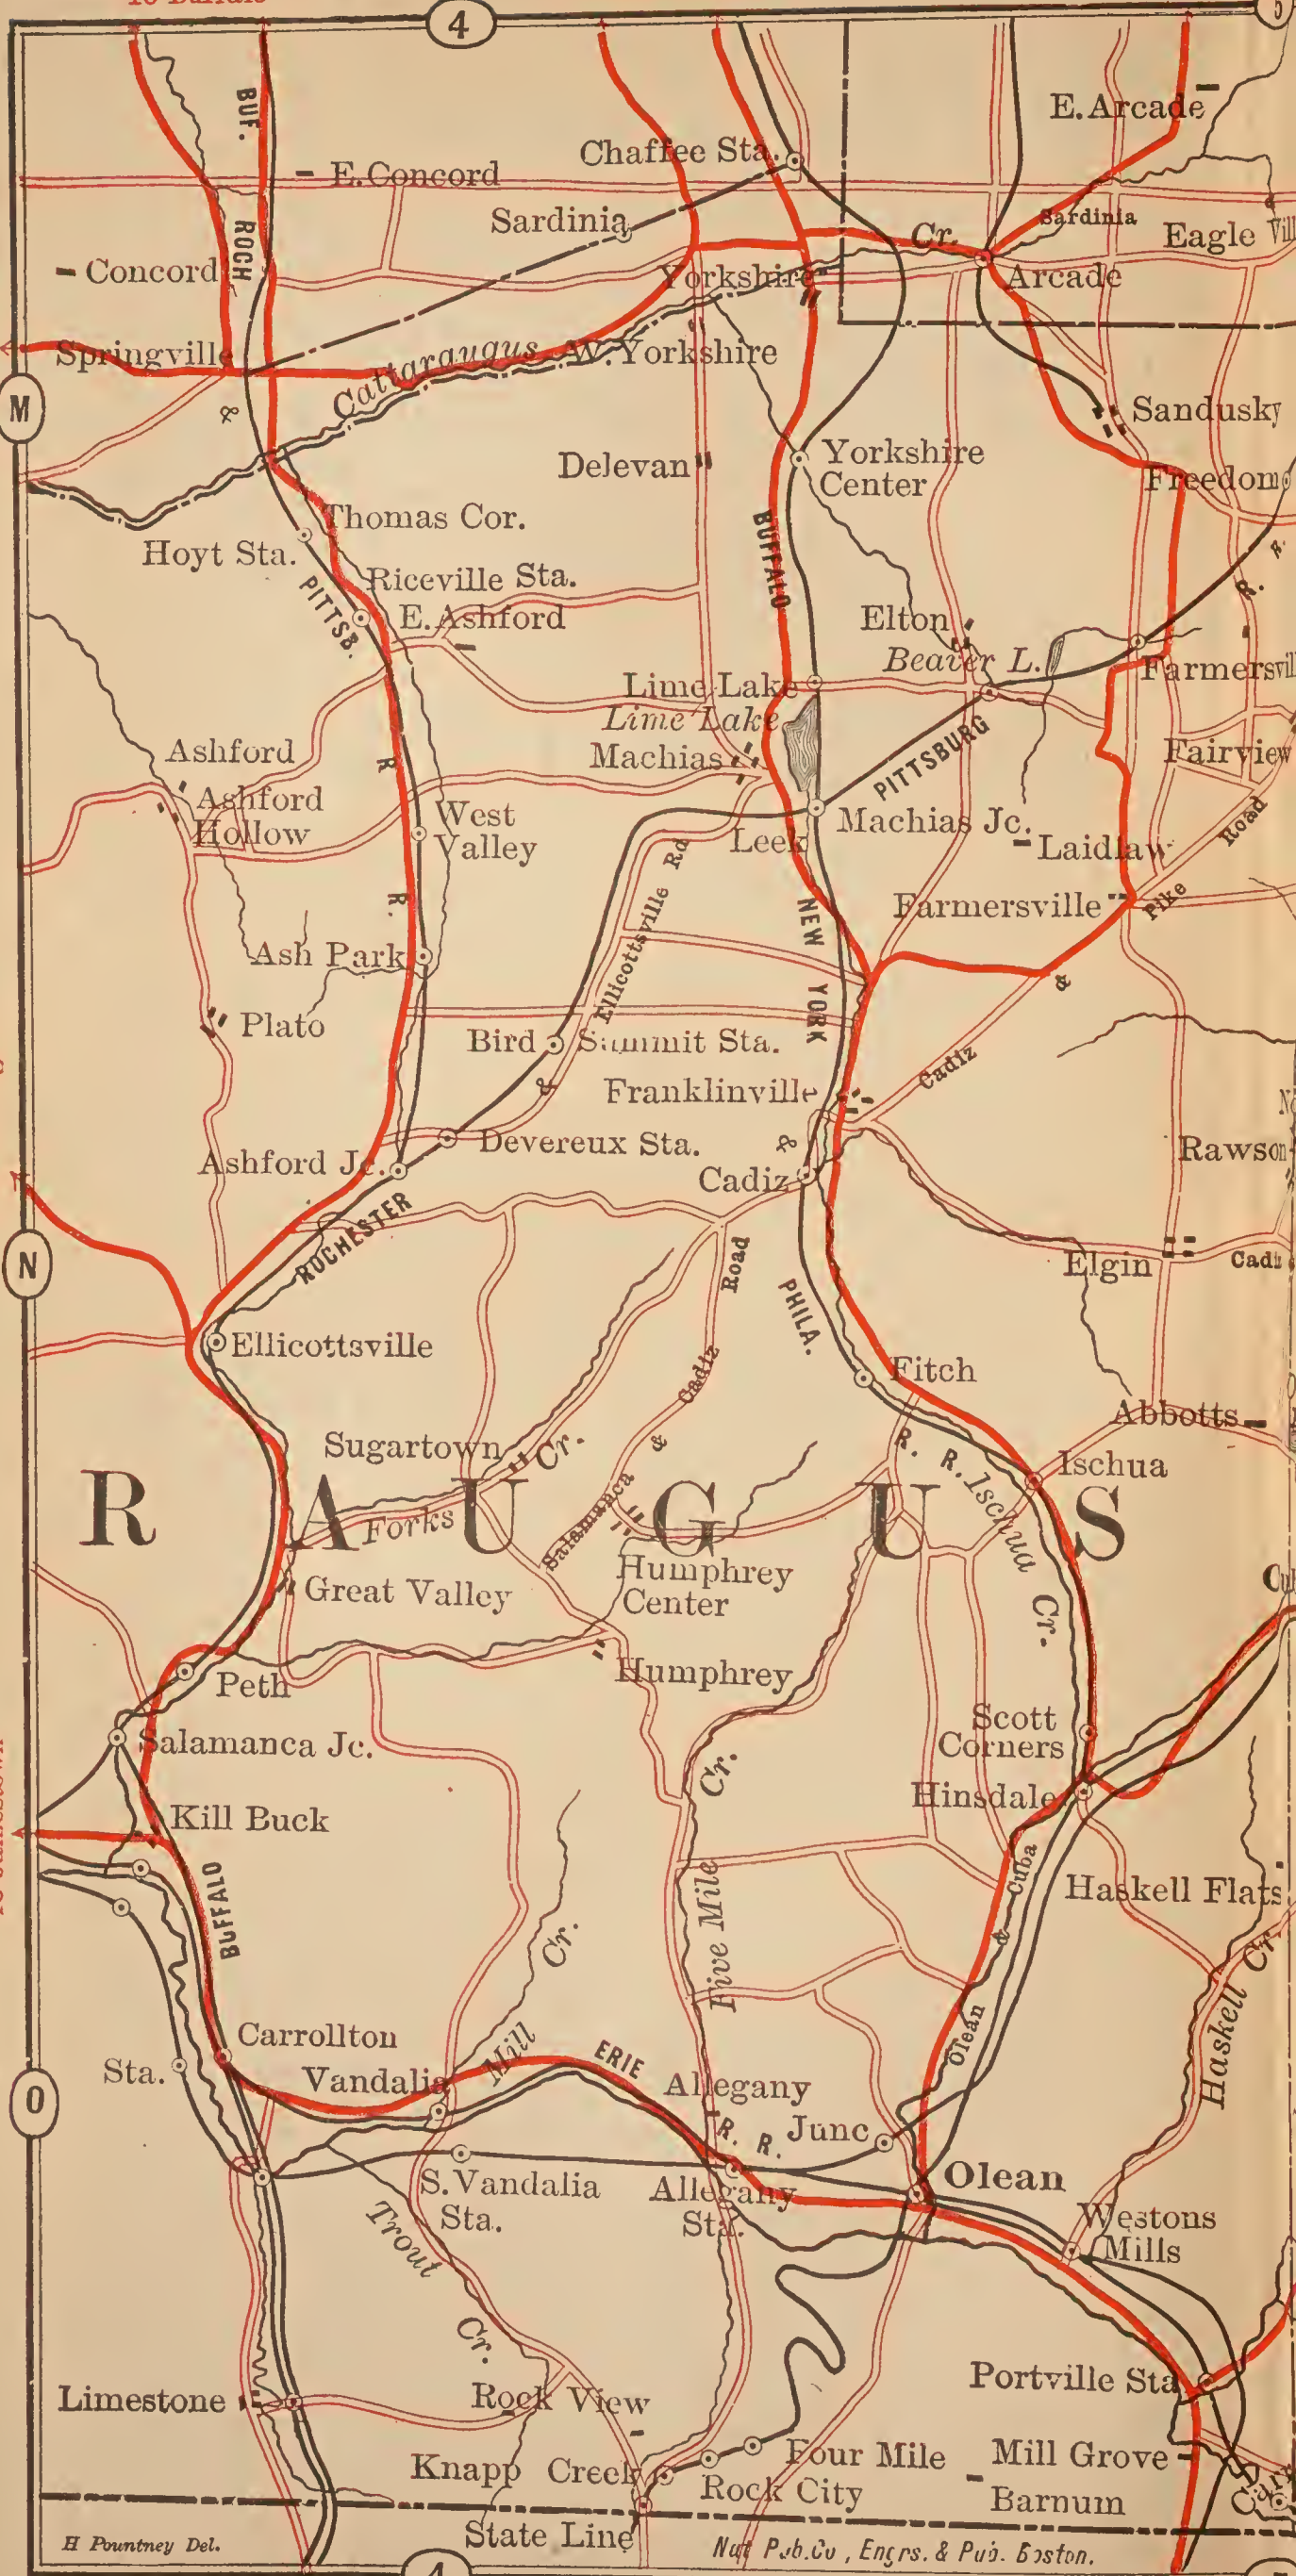 To Buffalo
4
5
BUF.
E. Arcade
Chaffee Sta.
E. Concord
Sardinia
Sardinia
Cr.
Eagle Vill
ROCH.
Concord
Yorkshire
Arcade
Springville
Cattaraugus
W. Yorkshire
M
&
Sandusky
Delevan
Yorkshire
Center
Freedom
Thomas Cor.
Hoyt Sta.
BUFFALO
R.
R.
Riceville Sta.
PITTSB.
E. Ashford
Elton
Beaver L.
Farmersvill
Lime Lake
Lime Lake
Machias
Ashford
R
PITTSBURG
Fairview
Ashford
Hollow
West
Valley
Leek
Machias Jc.
Laidlaw
Road
Ellicottsville Rd
R.
NEW YORK
Farmersville
Pike
Ash Park
&
Plato
Bird
Summit Sta.
Cadiz
&
Franklinville
Devereux Sta.
&
Rawson
Ashford Jc.
Cadiz
ROCHESTER
N
Road
Elgin
Cadiz
PHILA.
Ellicottsville
Cadiz
Fitch
Abbotts
Sugartown
Cr.
&
R. R.
Ischua
Ischua Cr.
R A U G U S
Forks
Salamanca
Humphrey
Center
Great Valley
Humphrey
Peth
Scott
Corners
Salamanca Jc.
Cr.
Hinsdale
Kill Buck
Cuba
BUFFALO
Haskell Flats
Five Mile
&
Cr.
Haskell Cr.
Olean
Carrollton
Mill
ERIE
Sta.
Vandalia
Allegany
O
R. R.
Junc
Olean
S. Vandalia
Sta.
Allegany
Sta.
Trout
Cr.
Westons
Mills
Portville Sta
Limestone
Rock View
Four Mile
Mill Grove
Knapp Creek
Rock City
Barnum
State Line
H Pountney Del.
Nat Pub. Co, Engrs. & Pub. Boston.
4